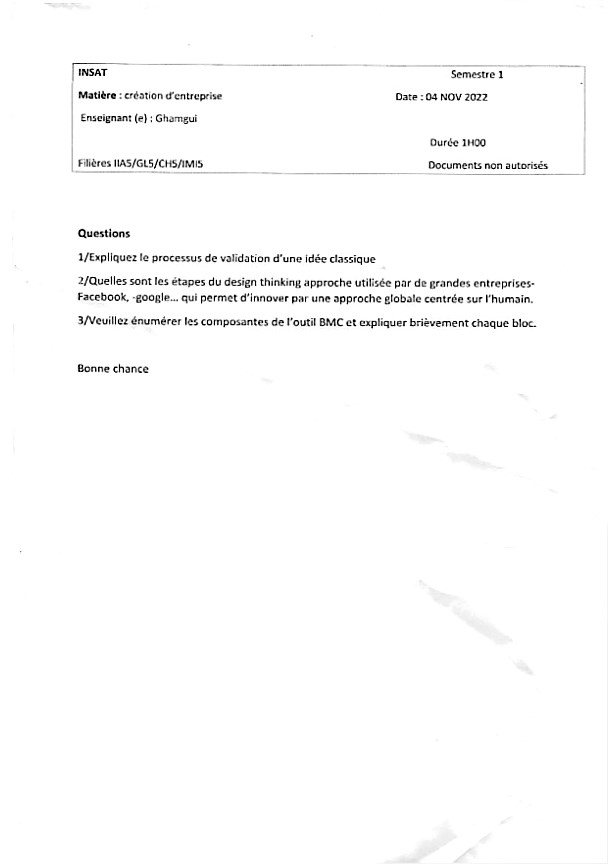 INSAT
Semestre 1
Matière : création d'entreprise
Date : 04 NOV 2022
Enseignant (e) : Ghamgui
Durée 1H00
Filières IIA5/GL5/CH5/IMI5
Documents non autorisés
Questions
1/Expliquez le processus de validation d'une idée classique
2/Quelles sont les étapes du design thinking approche utilisée par de grandes entreprises-
Facebook, -google... qui permet d'innover par une approche globale centrée sur l'humain.
3/Veuillez énumérer les composantes de l'outil BMC et expliquer brièvement chaque bloc.
Bonne chance